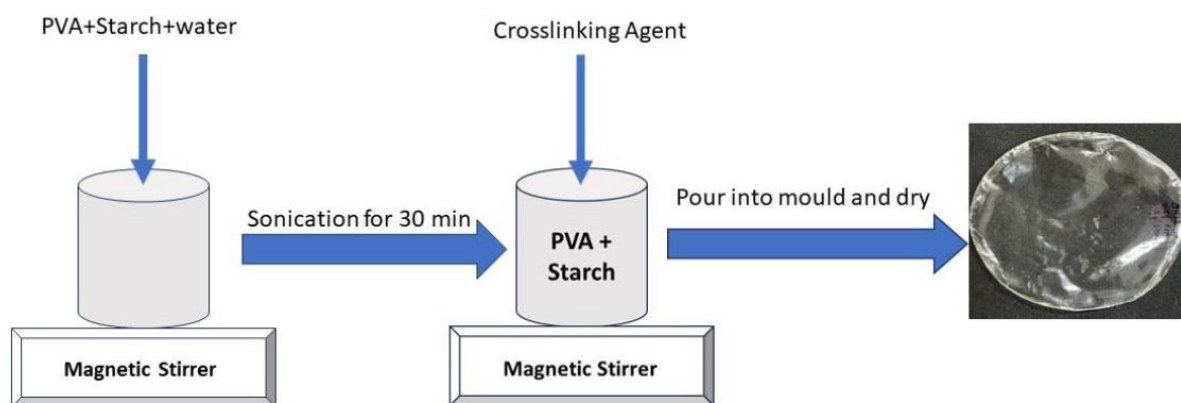 PVA+Starch+water
Crosslinking Agent
Sonication for 30 min
Pour into mould and dry
PVA +
Starch
Magnetic Stirrer
Magnetic Stirrer